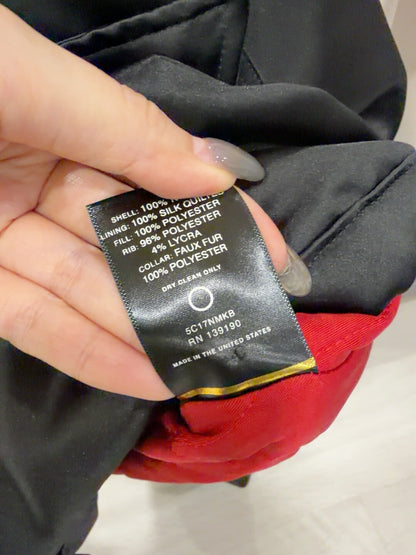 SHELL: 100%
LINING: 100% SILK QUILTED
FILL: 100% POLYESTER
RIB: 96% POLYESTER
4% LYCRA
COLLAR: FAUX FUR
100% POLYESTER
DRY CLEAN ONLY
5C17NMKB
RN 139190
MADE IN THE UNITED STATES